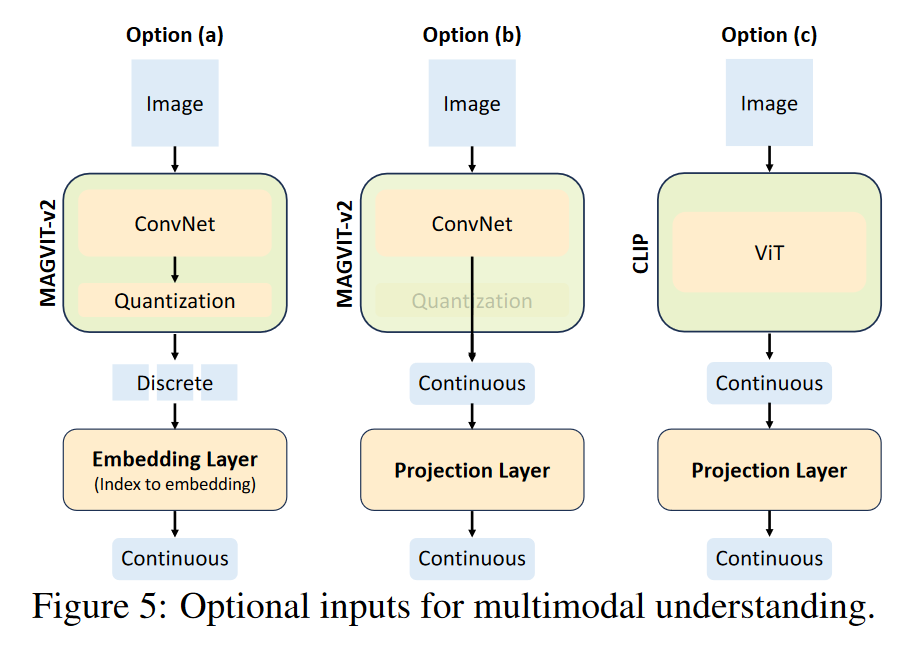 Option (a)
Image
MAGVIT-v2
ConvNet
Quantization
Discrete
Embedding Layer
(Index to embedding)
Continuous
Option (b)
Image
MAGVIT-v2
ConvNet
Quantization
Continuous
Projection Layer
Continuous
Option (c)
Image
CLIP
ViT
Continuous
Projection Layer
Continuous
Figure 5: Optional inputs for multimodal understanding.